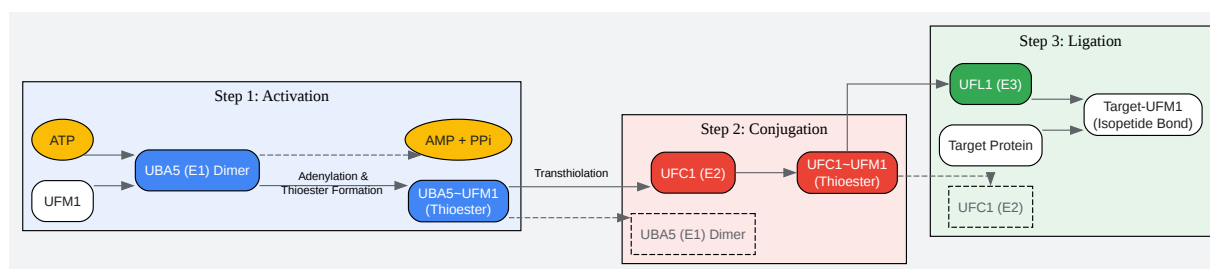 Step 1: Activation
ATP
UFM1
UBA5 (E1) Dimer
Adenylation &
Thioester Formation
AMP + PPi
UBA5~UFM1
(Thioester)
Transthiolation
Step 2: Conjugation
UFC1 (E2)
UFC1~UFM1
(Thioester)
UBA5 (E1) Dimer
Step 3: Ligation
UFL1 (E3)
Target Protein
Target-UFM1
(Isopetide Bond)
UFC1 (E2)